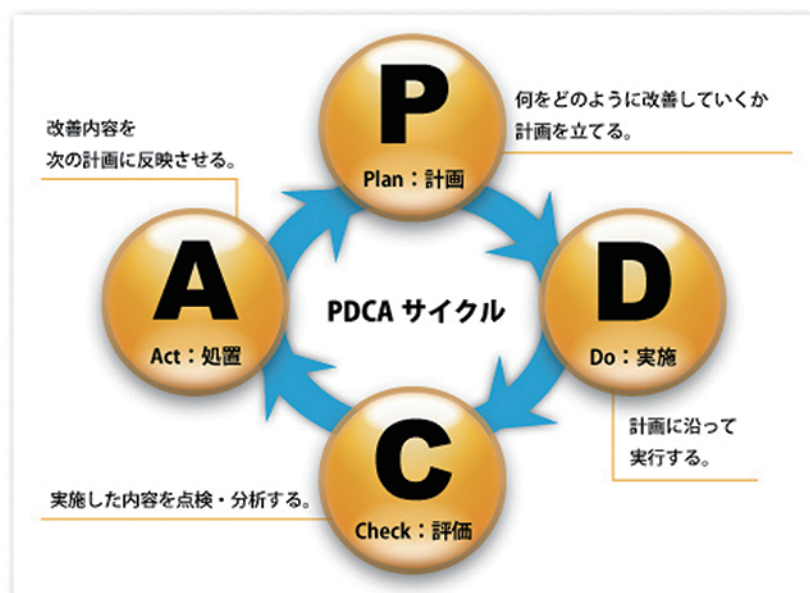 P
Plan：計画
何をどのように改善していくか
計画を立てる。
改善内容を
次の計画に反映させる。
A
Act：処置
PDCA サイクル
D
Do：実施
計画に沿って
実行する。
C
Check：評価
実施した内容を点検・分析する。